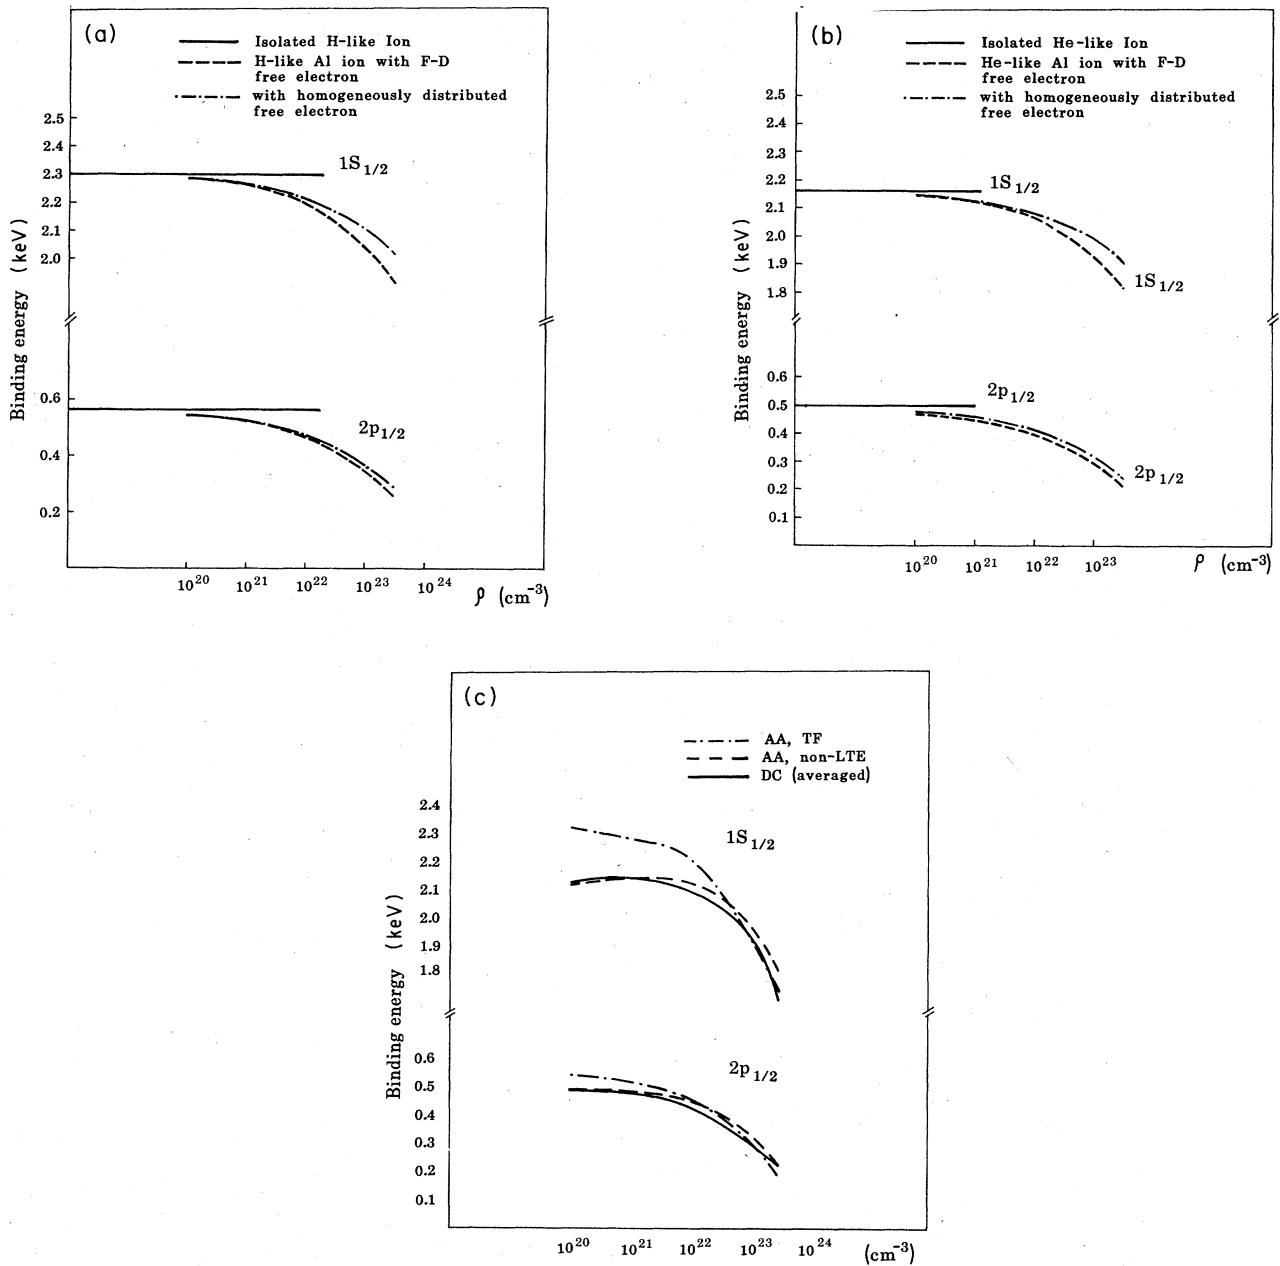 (a)
Isolated H-like Ion
H-like Al ion with F-D
free electron
with homogeneously distributed
free electron
2.5
2.4
2.3
2.2
2.1
2.0
0.6
0.4
0.2
1S1/2
2p1/2
Binding energy (keV)
10^20 10^21 10^22 10^23 10^24
ρ (cm−3)
(b)
Isolated He-like Ion
He-like Al ion with F-D
free electron
with homogeneously distributed
free electron
2.5
2.4
2.3
2.2
2.1
2.0
1.9
1.8
0.6
0.5
0.4
0.3
0.2
0.1
1S1/2
1S1/2
2p1/2
2p1/2
Binding energy (keV)
10^20 10^21 10^22 10^23
ρ (cm−3)
(c)
AA, TF
AA, non-LTE
DC (averaged)
2.4
2.3
2.2
2.1
2.0
1.9
1.8
0.6
0.5
0.4
0.3
0.2
0.1
1S1/2
2p1/2
Binding energy (keV)
10^20 10^21 10^22 10^23 10^24
(cm−3)